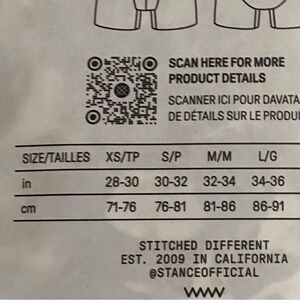 SCAN HERE FOR MORE
PRODUCT DETAILS
SCANNER ICI POUR DAVATA
DE DÉTAILS SUR LE PRODUI
SIZE/TAILLES XS/TP S/P M/M L/G
in 28-30 30-32 32-34 34-36
cm 71-76 76-81 81-86 86-91
STITCHED DIFFERENT
EST. 2009 IN CALIFORNIA
@STANCEOFFICIAL